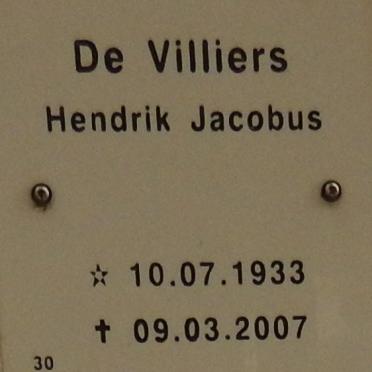 De Villiers
Hendrik Jacobus
☆ 10.07.1933
✝ 09.03.2007
30